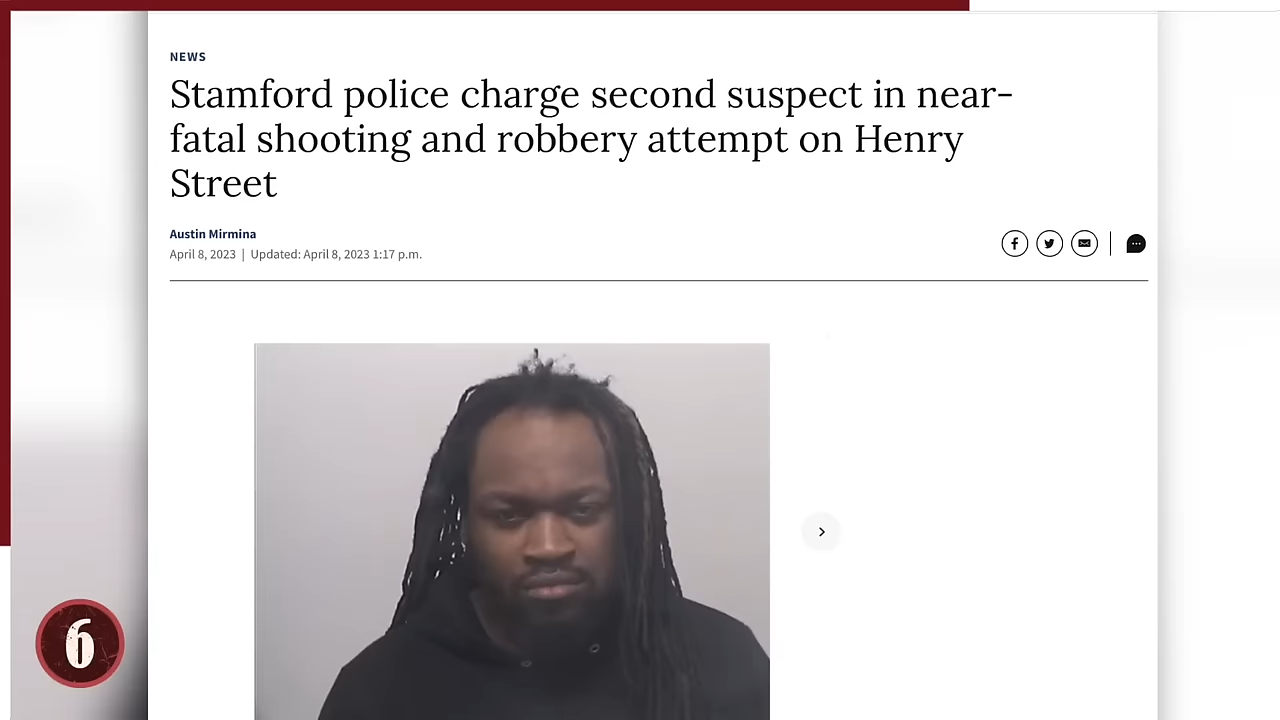 NEWS
Stamford police charge second suspect in near-
fatal shooting and robbery attempt on Henry
Street
Austin Mirmina
April 8, 2023 | Updated: April 8, 2023 1:17 p.m.
6